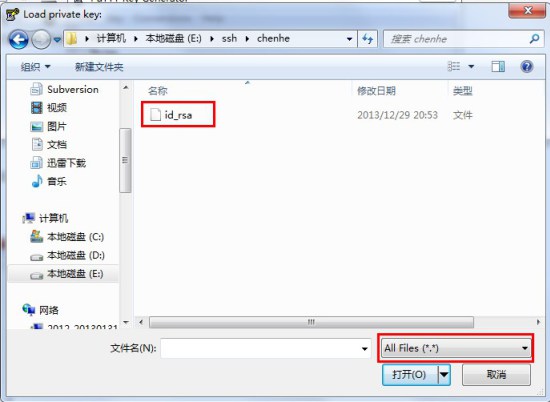 Load private key:
计算机 ▸ 本地磁盘 (E:) ▸ ssh ▸ chenhe
搜索 chenhe
组织 新建文件夹
名称 修改日期 类型
id_rsa 2013/12/29 20:53 文件
Subversion
视频
图片
文档
迅雷下载
音乐
计算机
本地磁盘 (C:)
本地磁盘 (D:)
本地磁盘 (E:)
网络
文件名(N):
All Files (*.*)
打开(O) 取消